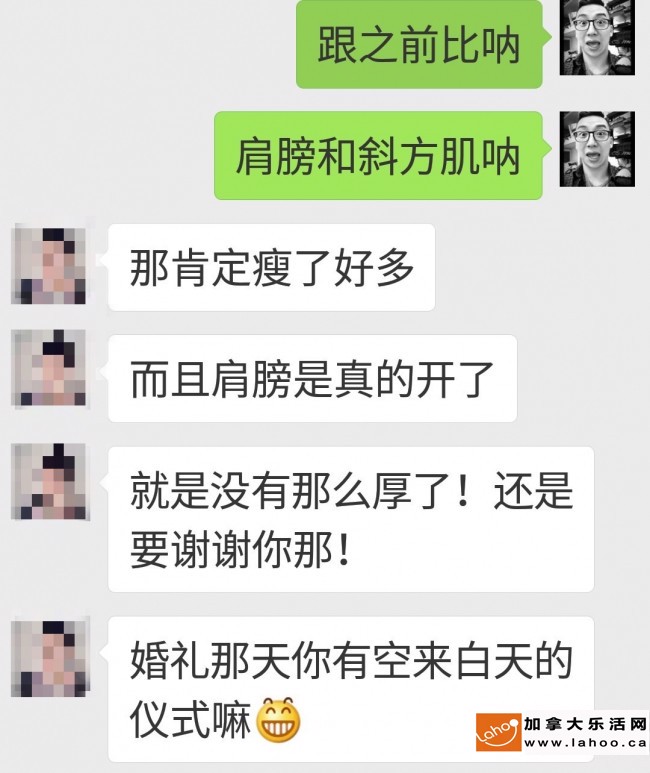 跟之前比呐
肩膀和斜方肌呐
那肯定瘦了好多
而且肩膀是真的开了
就是没有那么厚了！还是
要谢谢你那！
婚礼那天你有空来白天的
仪式嘛😁
Lahoo
加拿大乐活网
www.lahoo.ca